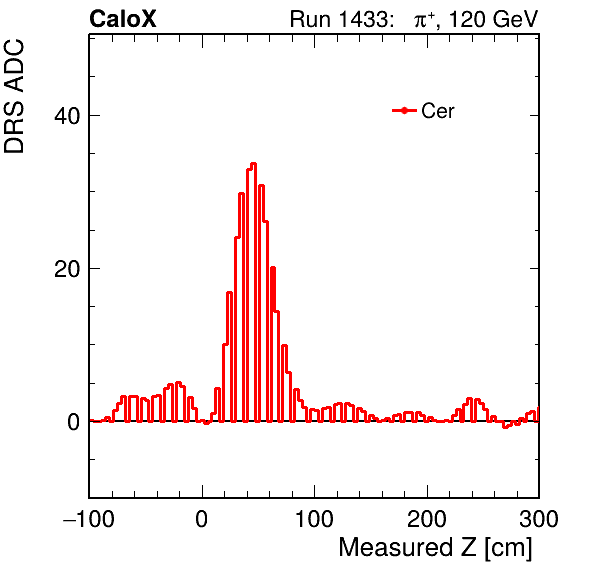 CaloX Run 1433: π⁺, 120 GeV
DRS ADC
40
Cer
20
0
−100 0 100 200 300
Measured Z [cm]